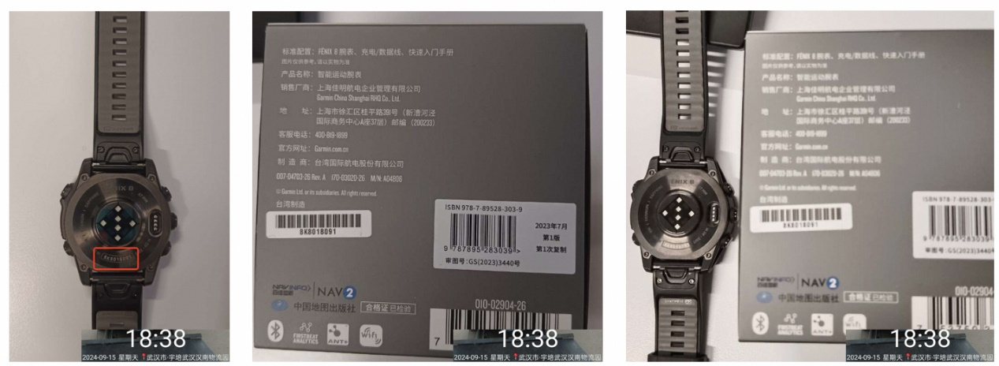 FENIX 8
8K8018091
18:38
2024-09-15 星期天 武汉市·宇培武汉汉南物流园
标准配置：FĒNIX 8 腕表、充电/数据线、快速入门手册
图片仅供参考，请以实物为准
产品名称：智能运动腕表
销售厂商：上海佳明航电企业管理有限公司
Garmin China Shanghai RHQ Co., Ltd.
地 址：上海市徐汇区桂平路391号（新漕河泾
国际商务中心A座37层）邮编（200233）
客服电话：400-819-1899
官方网址：Garmin.com.cn
制 造 商：台湾国际航电股份有限公司
007-04703-26 Rev. A 170-03020-26 M/N: A04806
© Garmin Ltd. or its subsidiaries. All rights reserved.
台湾制造
8K8018091
ISBN 978-7-89528-303-9
2023年7月
第1版
第1次复制
9 787895 283039 >
审图号：GS(2023)3440号
NAVINFO
四维图新
NAV2
中国地图出版社
合格证 已检验
010-02904-26
FIRSTBEAT
ANALYTICS
ANT+
WiFi
7
18:38
2024-09-15 星期天 武汉市·宇培武汉汉南物流园
FENIX 8
标准配置：FĒNIX 8 腕表、充电/数据线、快速入门手册
图片仅供参考，请以实物为准
产品名称：智能运动腕表
销售厂商：上海佳明航电企业管理有限公司
Garmin China Shanghai RHQ Co., Ltd.
地 址：上海市徐汇区桂平路391号（新漕河泾
国际商务中心A座37层）邮编（200233）
客服电话：400-819-1899
官方网址：Garmin.com.cn
制 造 商：台湾国际航电股份有限公司
007-04703-26 Rev. A 170-03020-26 M/N: A04806
© Garmin Ltd. or its subsidiaries. All rights reserved.
台湾制造
8K8018091
ISBN 978-7-89528-303-
9 787895 28303
审图号：GS(2023)3440
NAVINFO
四维图新
NAV2
中国地图出版社
合格证 已检验
010-02904
FIRSTBEAT
ANALYTICS
ANT+
WiFi
7
18:38
2024-09-15 星期天 武汉市·宇培武汉汉南物流园